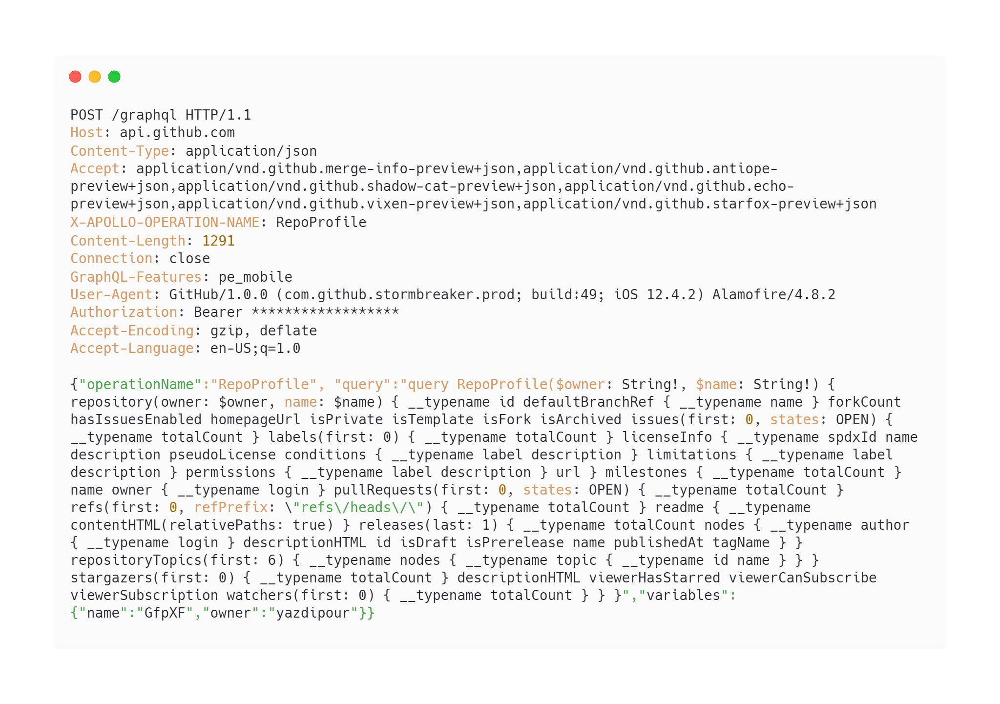 POST /graphql HTTP/1.1
Host: api.github.com
Content-Type: application/json
Accept: application/vnd.github.merge-info-preview+json,application/vnd.github.antiope-
preview+json,application/vnd.github.shadow-cat-preview+json,application/vnd.github.echo-
preview+json,application/vnd.github.vixen-preview+json,application/vnd.github.starfox-preview+json
X-APOLLO-OPERATION-NAME: RepoProfile
Content-Length: 1291
Connection: close
GraphQL-Features: pe_mobile
User-Agent: GitHub/1.0.0 (com.github.stormbreaker.prod; build:49; iOS 12.4.2) Alamofire/4.8.2
Authorization: Bearer ******************
Accept-Encoding: gzip, deflate
Accept-Language: en-US;q=1.0

{"operationName":"RepoProfile", "query":"query RepoProfile($owner: String!, $name: String!) {
repository(owner: $owner, name: $name) { __typename id defaultBranchRef { __typename name } forkCount
hasIssuesEnabled homepageUrl isPrivate isTemplate isFork isArchived issues(first: 0, states: OPEN) {
__typename totalCount } labels(first: 0) { __typename totalCount } licenseInfo { __typename spdxId name
description pseudoLicense conditions { __typename label description } limitations { __typename label
description } permissions { __typename label description } url } milestones { __typename totalCount }
name owner { __typename login } pullRequests(first: 0, states: OPEN) { __typename totalCount }
refs(first: 0, refPrefix: \"refs\/heads\/\") { __typename totalCount } readme { __typename
contentHTML(relativePaths: true) } releases(last: 1) { __typename totalCount nodes { __typename author
{ __typename login } descriptionHTML id isDraft isPrerelease name publishedAt tagName } }
repositoryTopics(first: 6) { __typename nodes { __typename topic { __typename id name } } }
stargazers(first: 0) { __typename totalCount } descriptionHTML viewerHasStarred viewerCanSubscribe
viewerSubscription watchers(first: 0) { __typename totalCount } } }","variables":
{"name":"GfpXF","owner":"yazdipour"}}